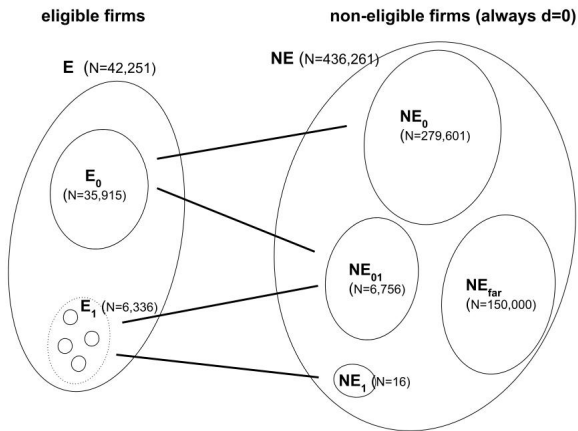 eligible firms
non-eligible firms (always d=0)
E (N=42,251)
NE (N=436,261)
NE0
(N=279,601)
E0
(N=35,915)
NE01
(N=6,756)
NEfar
(N=150,000)
E1 (N=6,336)
NE1 (N=16)